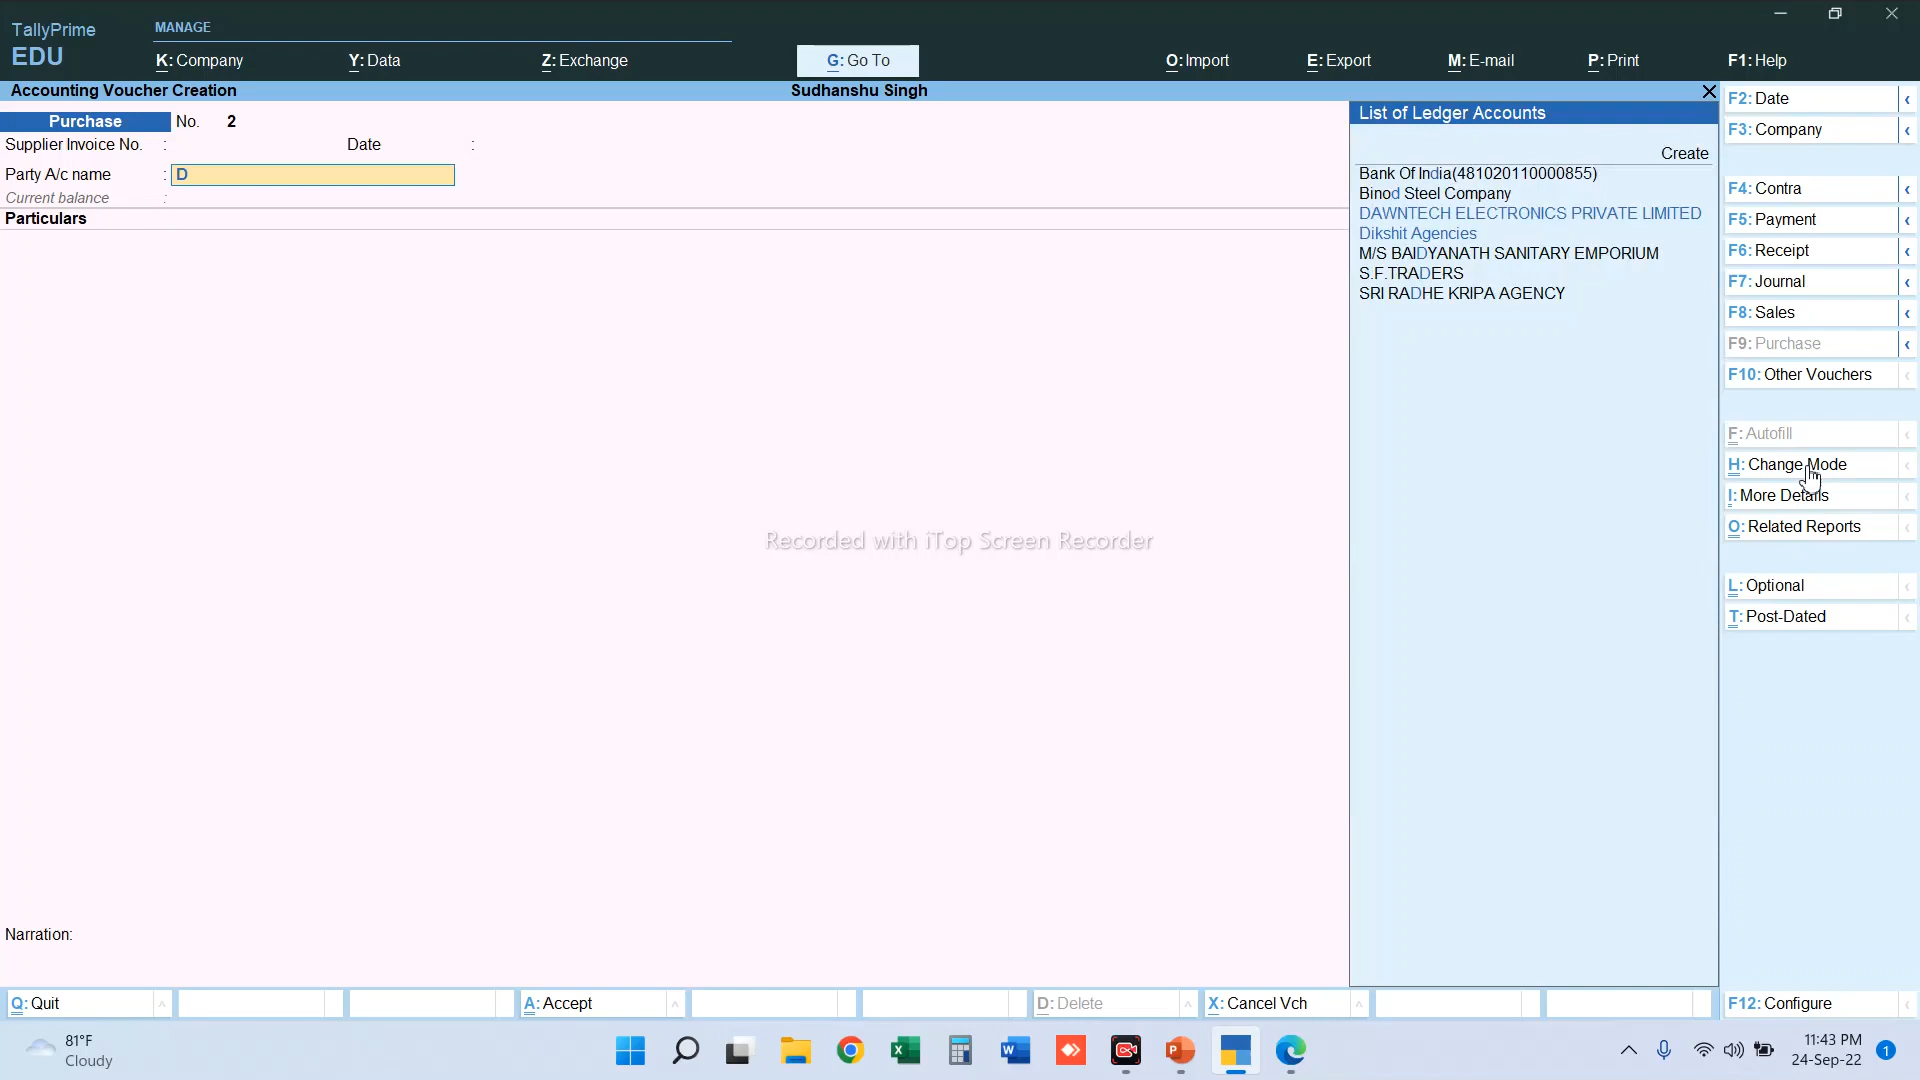 TallyPrime
EDU
MANAGE
K: Company
Y: Data
Z: Exchange
G: Go To
O: Import
E: Export
M: E-mail
P: Print
F1: Help
Accounting Voucher Creation
Sudhanshu Singh
Purchase No. 2
Supplier Invoice No. :
Date :
Party A/c name : D
Current balance :
Particulars
List of Ledger Accounts
Create
Bank Of India(481020110000855)
Binod Steel Company
DAWNTECH ELECTRONICS PRIVATE LIMITED
Dikshit Agencies
M/S BAIDYANATH SANITARY EMPORIUM
S.F.TRADERS
SRI RADHE KRIPA AGENCY
F2: Date
F3: Company
F4: Contra
F5: Payment
F6: Receipt
F7: Journal
F8: Sales
F9: Purchase
F10: Other Vouchers
F: Autofill
H: Change Mode
I: More Details
O: Related Reports
L: Optional
T: Post-Dated
Recorded with iTop Screen Recorder
Narration:
Q: Quit
A: Accept
D: Delete
X: Cancel Vch
F12: Configure
81°F
Cloudy
11:43 PM
24-Sep-22
1